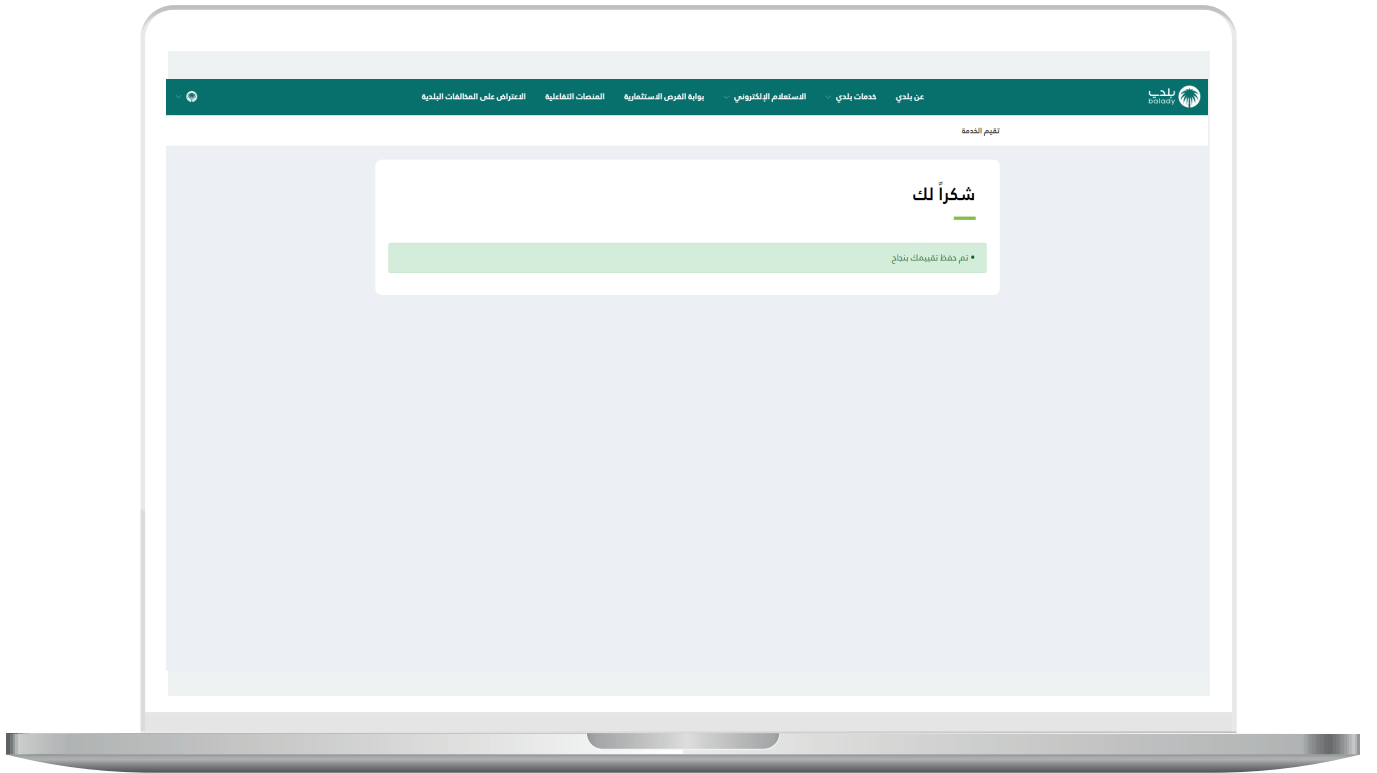 بلدي
balady
عن بلدي
خدمات بلدي
الاستعلام الإلكتروني
بوابة الفرص الاستثمارية
المنصات التفاعلية
الاعتراض على المخالفات البلدية
تقيم الخدمة
شكراً لك
• تم حفظ تقييمك بنجاح